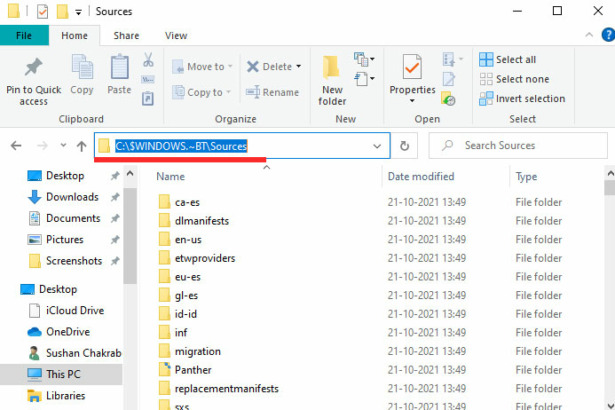 Sources
File
Home
Share
View
Pin to Quick access
Copy
Paste
Clipboard
Move to
Copy to
Delete
Rename
Organize
New folder
New
Properties
Open
Select all
Select none
Invert selection
Select
C:\$WINDOWS.~BT\Sources
Search Sources
Desktop
Downloads
Documents
Pictures
Screenshots
Desktop
iCloud Drive
OneDrive
Sushan Chakrab
This PC
Libraries
Name Date modified Type
ca-es 21-10-2021 13:49 File folder
dlmanifests 21-10-2021 13:49 File folder
en-us 21-10-2021 13:49 File folder
etwproviders 21-10-2021 13:49 File folder
eu-es 21-10-2021 13:49 File folder
gl-es 21-10-2021 13:49 File folder
id-id 21-10-2021 13:49 File folder
inf 21-10-2021 13:49 File folder
migration 21-10-2021 13:49 File folder
Panther 21-10-2021 13:49 File folder
replacementmanifests 21-10-2021 13:49 File folder
sxs 21-10-2021 13:49 File folder